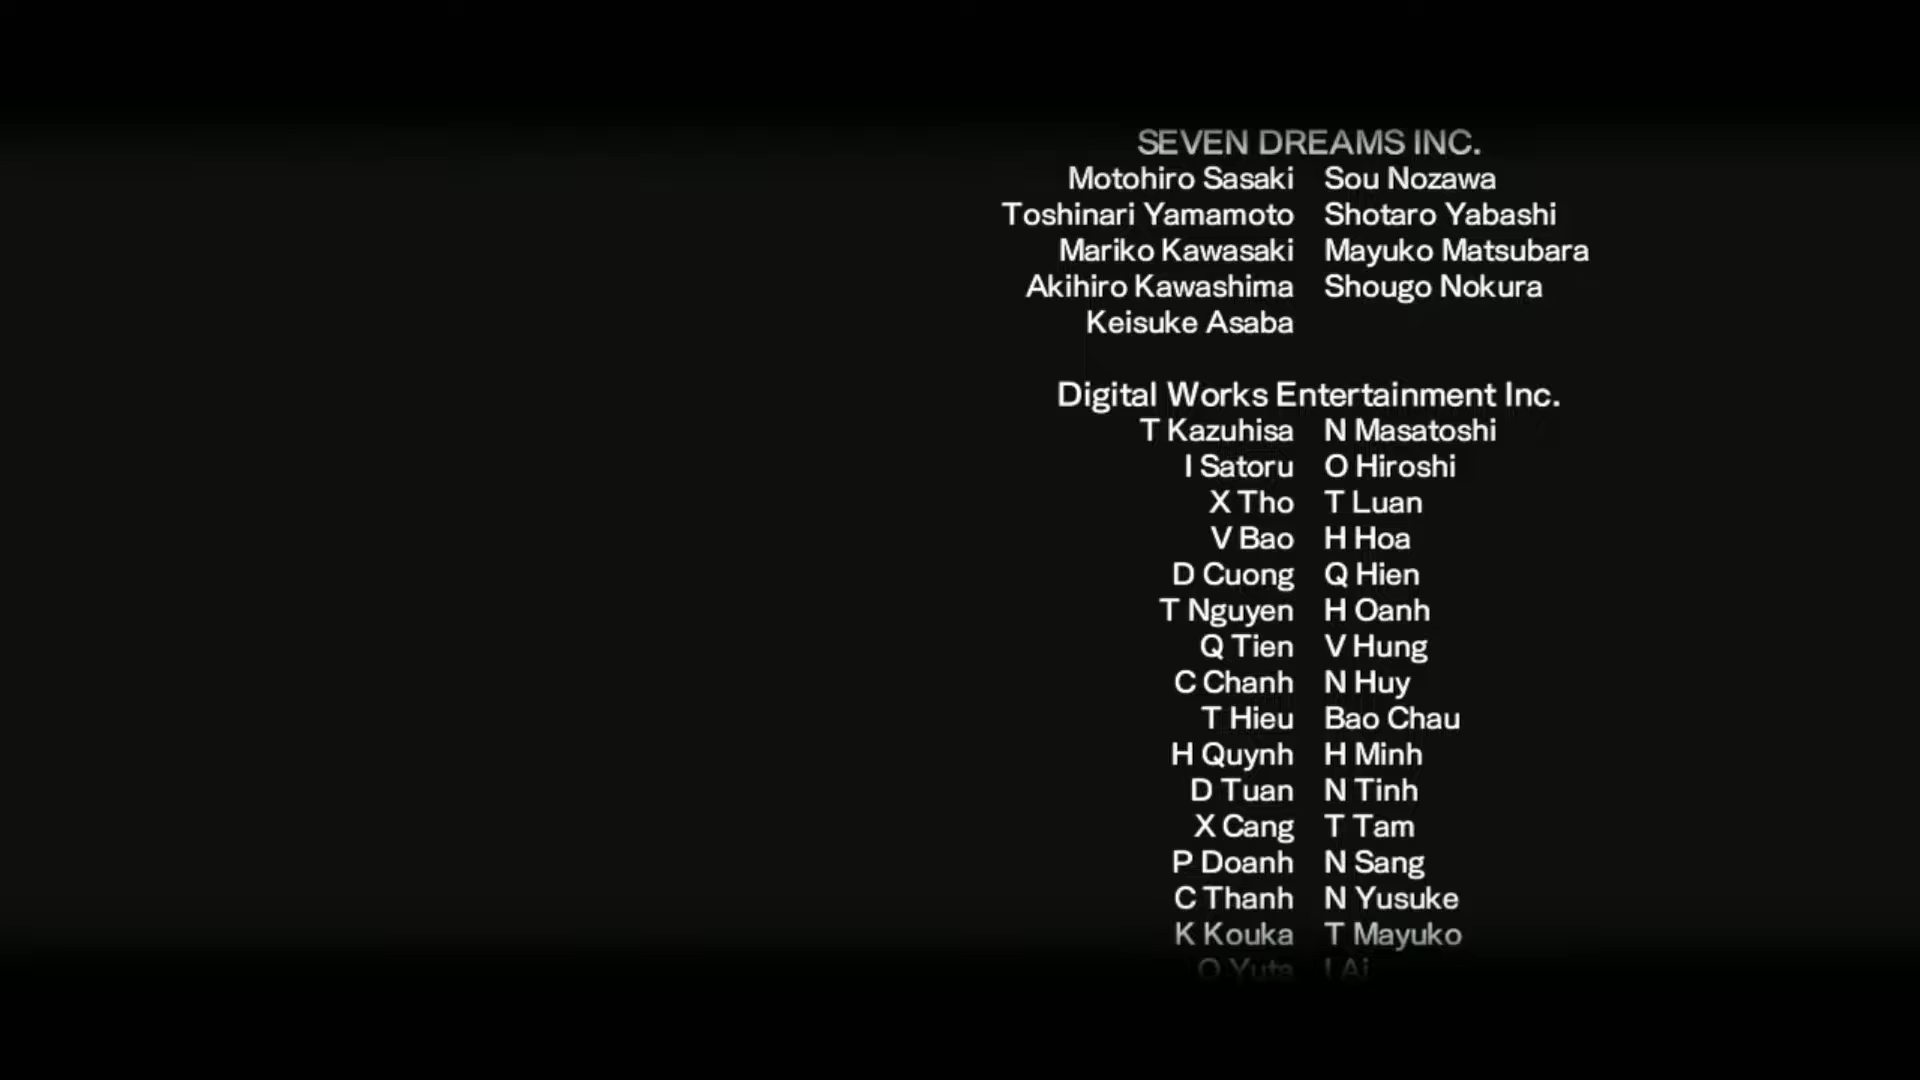 SEVEN DREAMS INC.
Motohiro Sasaki Sou Nozawa
Toshinari Yamamoto Shotaro Yabashi
Mariko Kawasaki Mayuko Matsubara
Akihiro Kawashima Shougo Nokura
Keisuke Asaba
Digital Works Entertainment Inc.
T Kazuhisa N Masatoshi
I Satoru O Hiroshi
X Tho T Luan
V Bao H Hoa
D Cuong Q Hien
T Nguyen H Oanh
Q Tien V Hung
C Chanh N Huy
T Hieu Bao Chau
H Quynh H Minh
D Tuan N Tinh
X Cang T Tam
P Doanh N Sang
C Thanh N Yusuke
K Kouka T Mayuko
Yuta I Ai